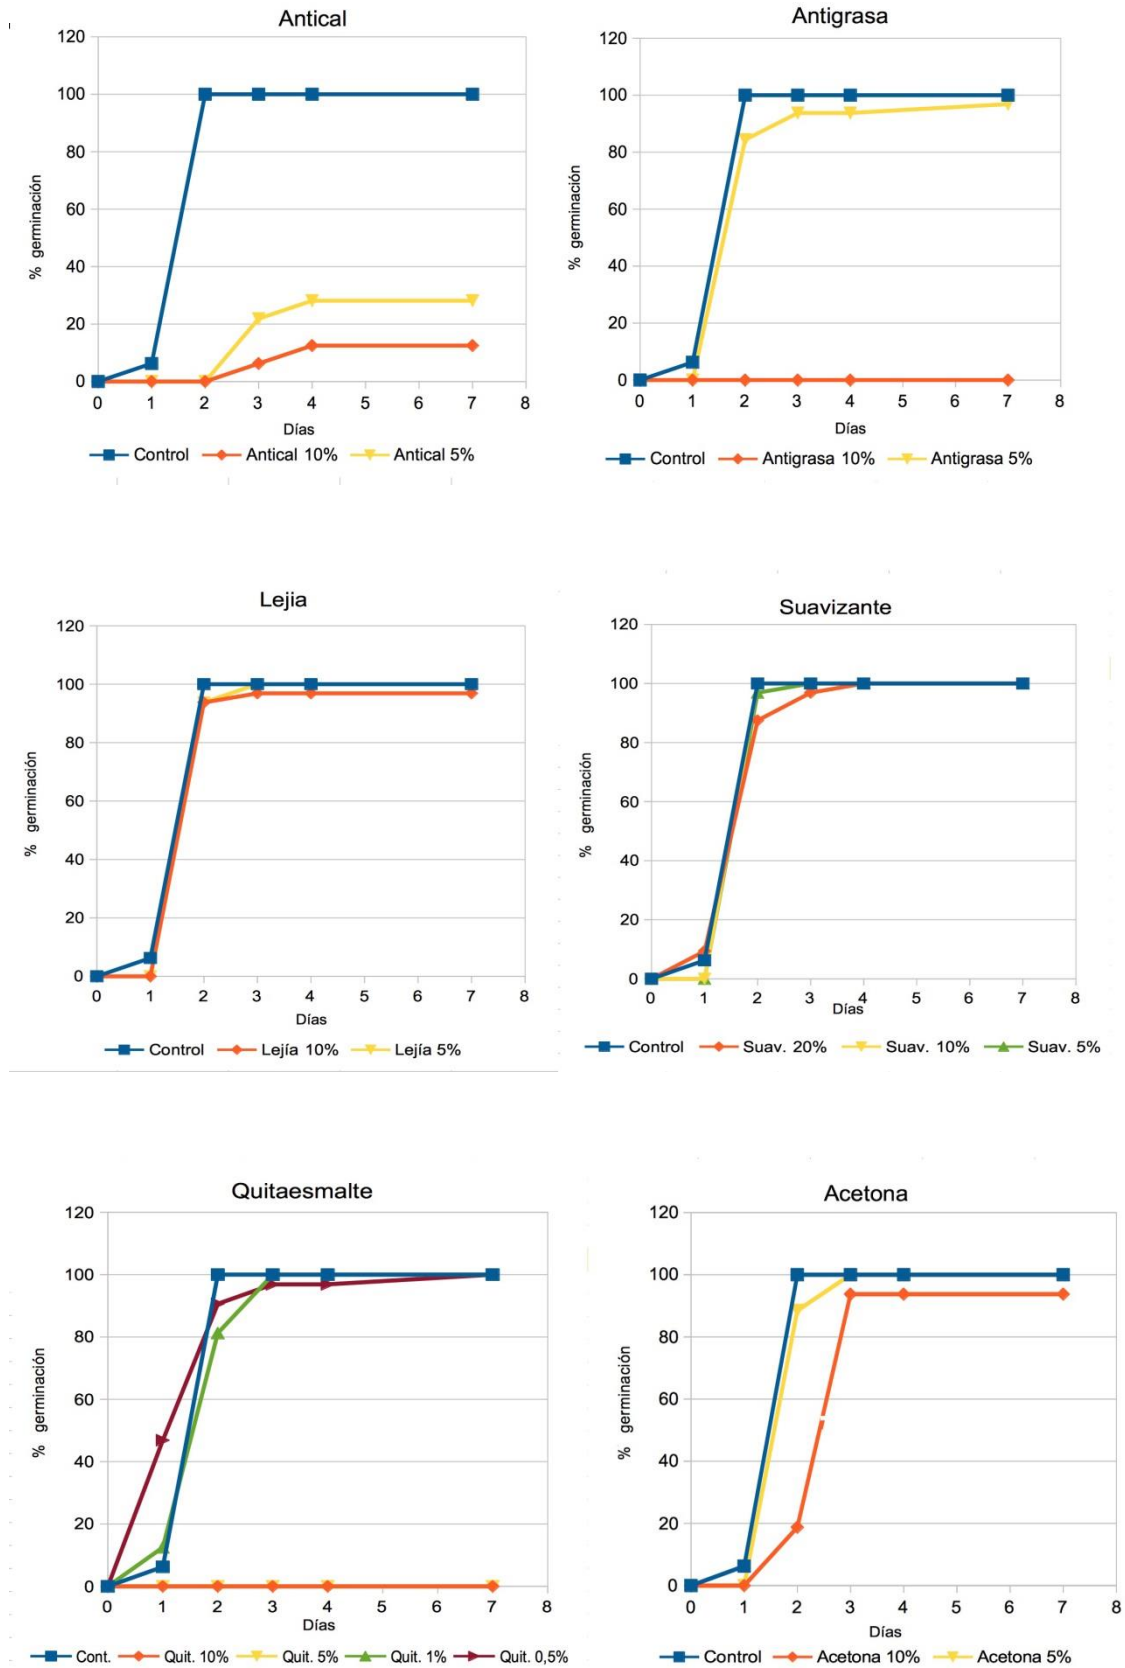 Antical
120
100
80
60
40
20
0
% germinación
0 1 2 3 4 5 6 7 8
Días
Control Antical 10% Antical 5%
Antigrasa
120
100
80
60
40
20
0
% germinación
0 1 2 3 4 5 6 7 8
Días
Control Antigrasa 10% Antigrasa 5%
Lejia
120
100
80
60
40
20
0
% germinación
0 1 2 3 4 5 6 7 8
Días
Control Lejía 10% Lejía 5%
Suavizante
120
100
80
60
40
20
0
% germinación
0 1 2 3 4 5 6 7 8
Días
Control Suav. 20% Suav. 10% Suav. 5%
Quitaesmalte
120
100
80
60
40
20
0
% germinación
0 1 2 3 4 5 6 7 8
Días
Cont. Quit. 10% Quit. 5% Quit. 1% Quit. 0,5%
Acetona
120
100
80
60
40
20
0
% germinación
0 1 2 3 4 5 6 7 8
Días
Control Acetona 10% Acetona 5%